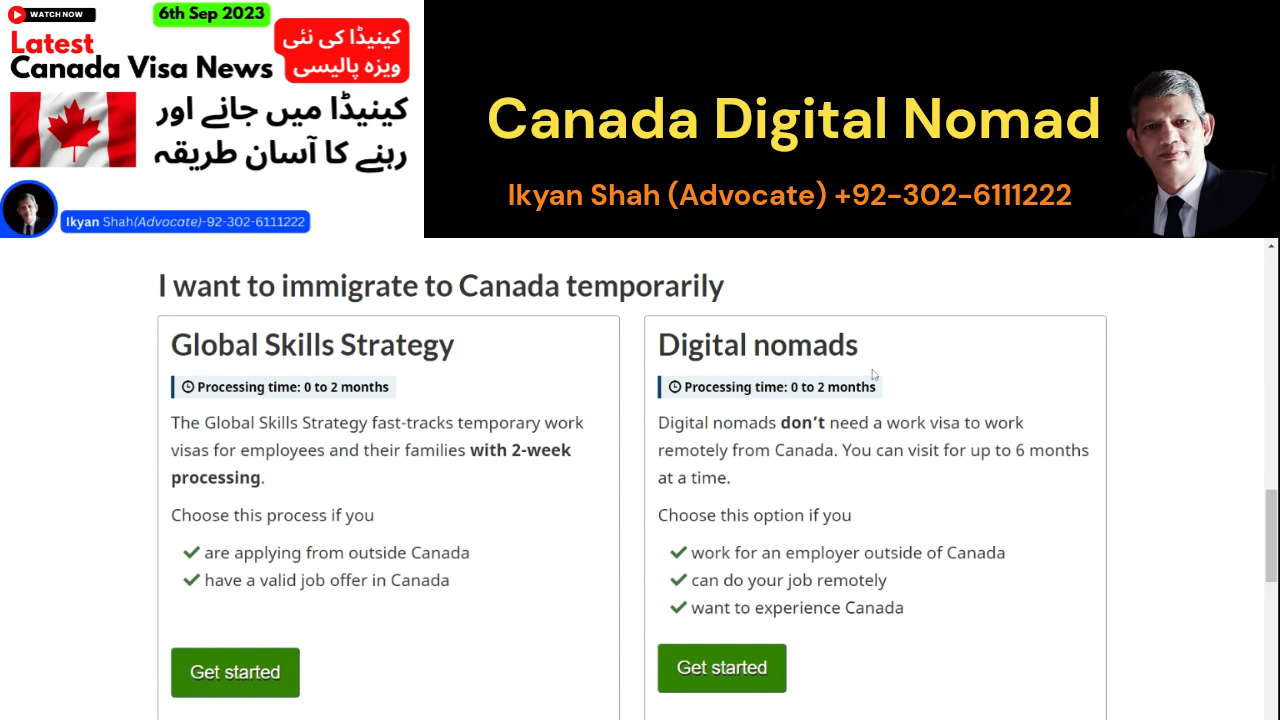 WATCH NOW
6th Sep 2023
Latest
Canada Visa News
کینیڈا کی نئی
ویزہ پالیسی
کینیڈا میں جانے اور
رہنے کا آسان طریقہ
Ikyan Shah(Advocate)-92-302-6111222
Canada Digital Nomad
Ikyan Shah (Advocate) +92-302-6111222
I want to immigrate to Canada temporarily
Global Skills Strategy
Processing time: 0 to 2 months
The Global Skills Strategy fast-tracks temporary work
visas for employees and their families with 2-week
processing.
Choose this process if you
are applying from outside Canada
have a valid job offer in Canada
Get started
Digital nomads
Processing time: 0 to 2 months
Digital nomads don't need a work visa to work
remotely from Canada. You can visit for up to 6 months
at a time.
Choose this option if you
work for an employer outside of Canada
can do your job remotely
want to experience Canada
Get started